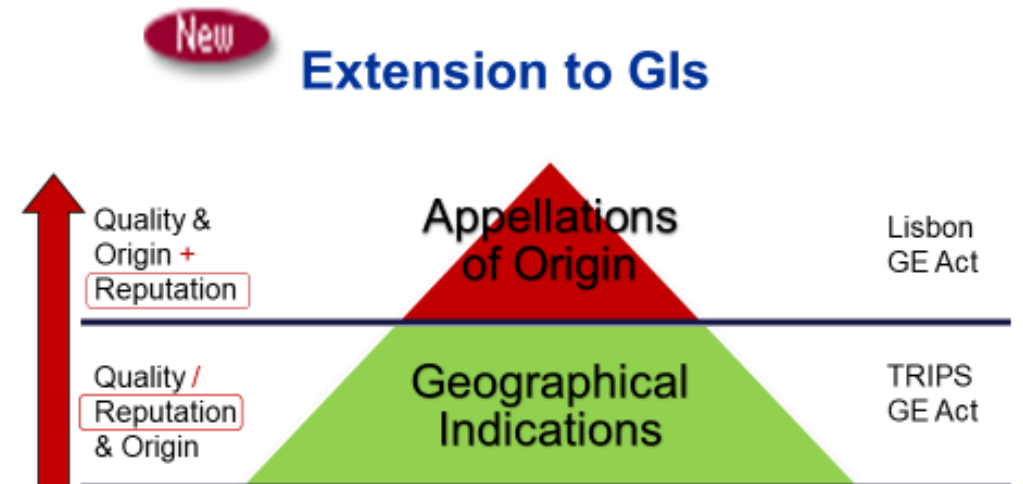 New
Extension to GIs
Quality &
Origin +
Reputation
Appellations
of Origin
Lisbon
GE Act
Quality /
Reputation
& Origin
Geographical
Indications
TRIPS
GE Act